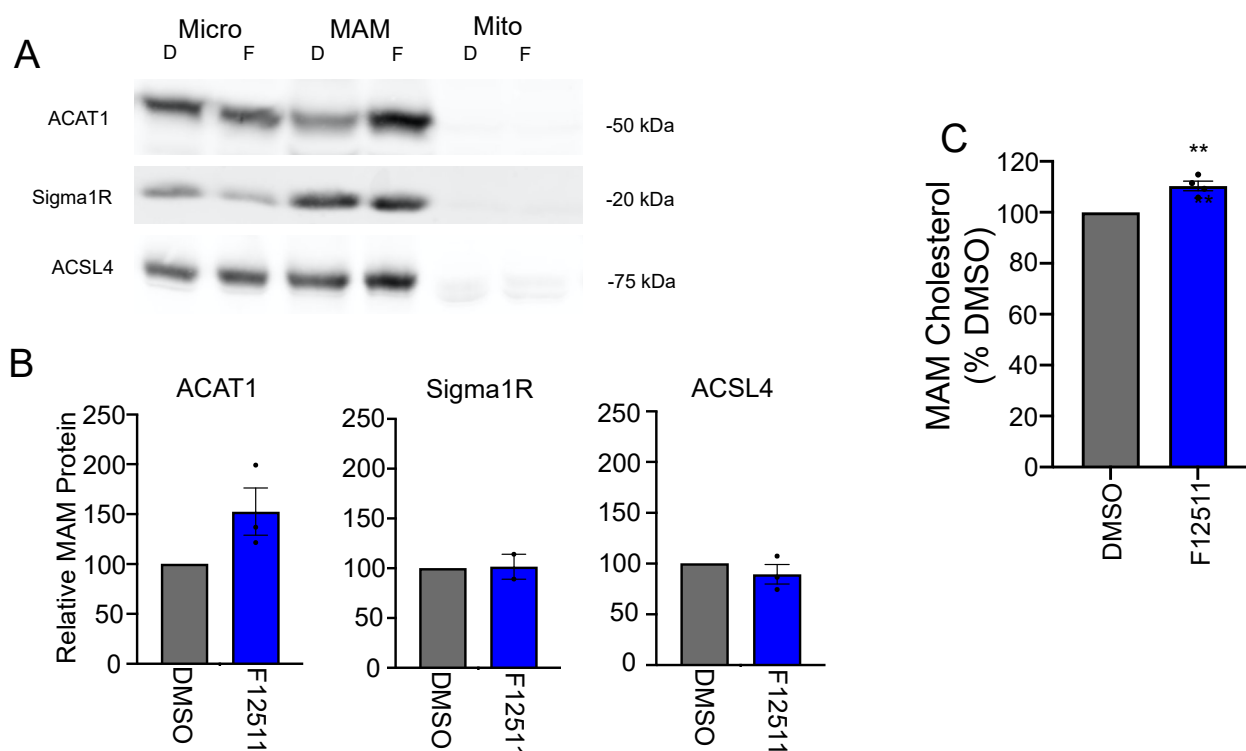 A
Micro MAM Mito
D F D F D F
ACAT1 -50 kDa
Sigma1R -20 kDa
ACSL4 -75 kDa
B
ACAT1 Sigma1R ACSL4
Relative MAM Protein
250
200
150
100
50
0
DMSO
F12511
250
200
150
100
50
0
DMSO
F12511
250
200
150
100
50
0
DMSO
F12511
C
**
**
MAM Cholesterol
(% DMSO)
120
100
80
60
40
20
0
DMSO
F12511